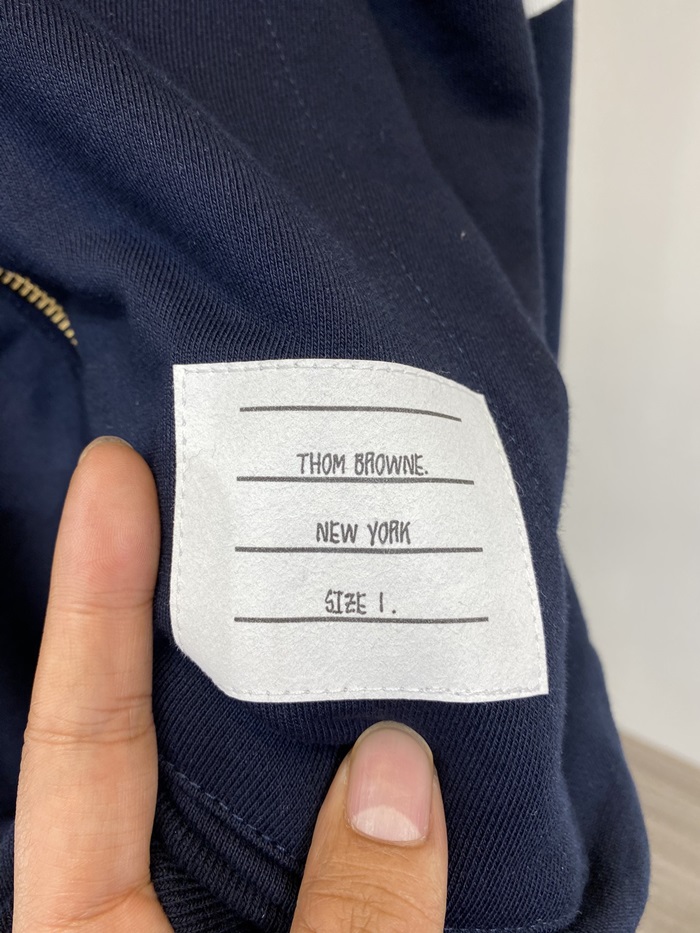 THOM BROWNE.
NEW YORK
SIZE 1.